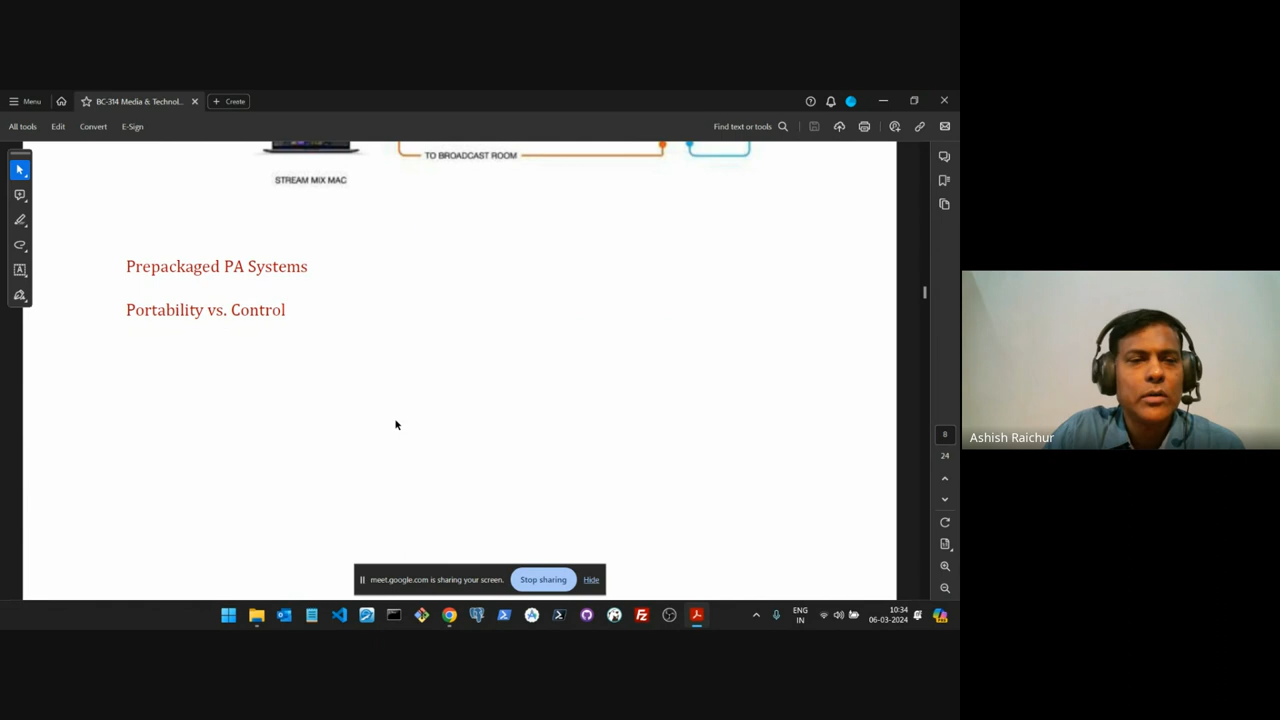 Menu
BC-314 Media & Technol...
Create
All tools
Edit
Convert
E-Sign
Find text or tools
TO BROADCAST ROOM
STREAM MIX MAC
Prepackaged PA Systems
Portability vs. Control
Ashish Raichur
8
24
meet.google.com is sharing your screen.
Stop sharing
Hide
ENG
IN
10:34
06-03-2024